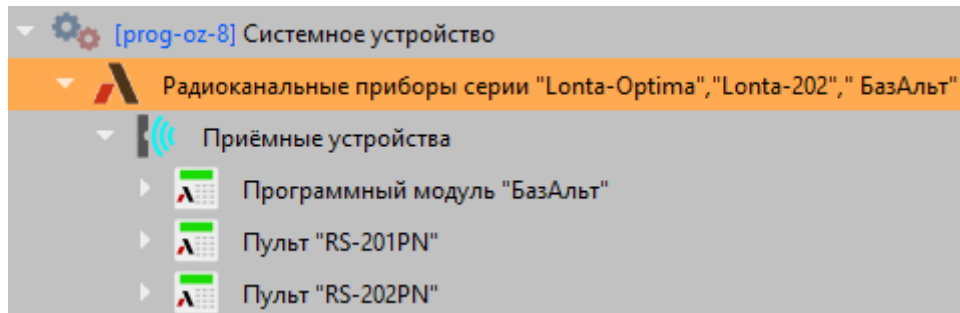 [prog-oz-8] Системное устройство
Радиоканальные приборы серии "Lonta-Optima","Lonta-202"," БазАльт"
Приёмные устройства
Программный модуль "БазАльт"
Пульт "RS-201PN"
Пульт "RS-202PN"